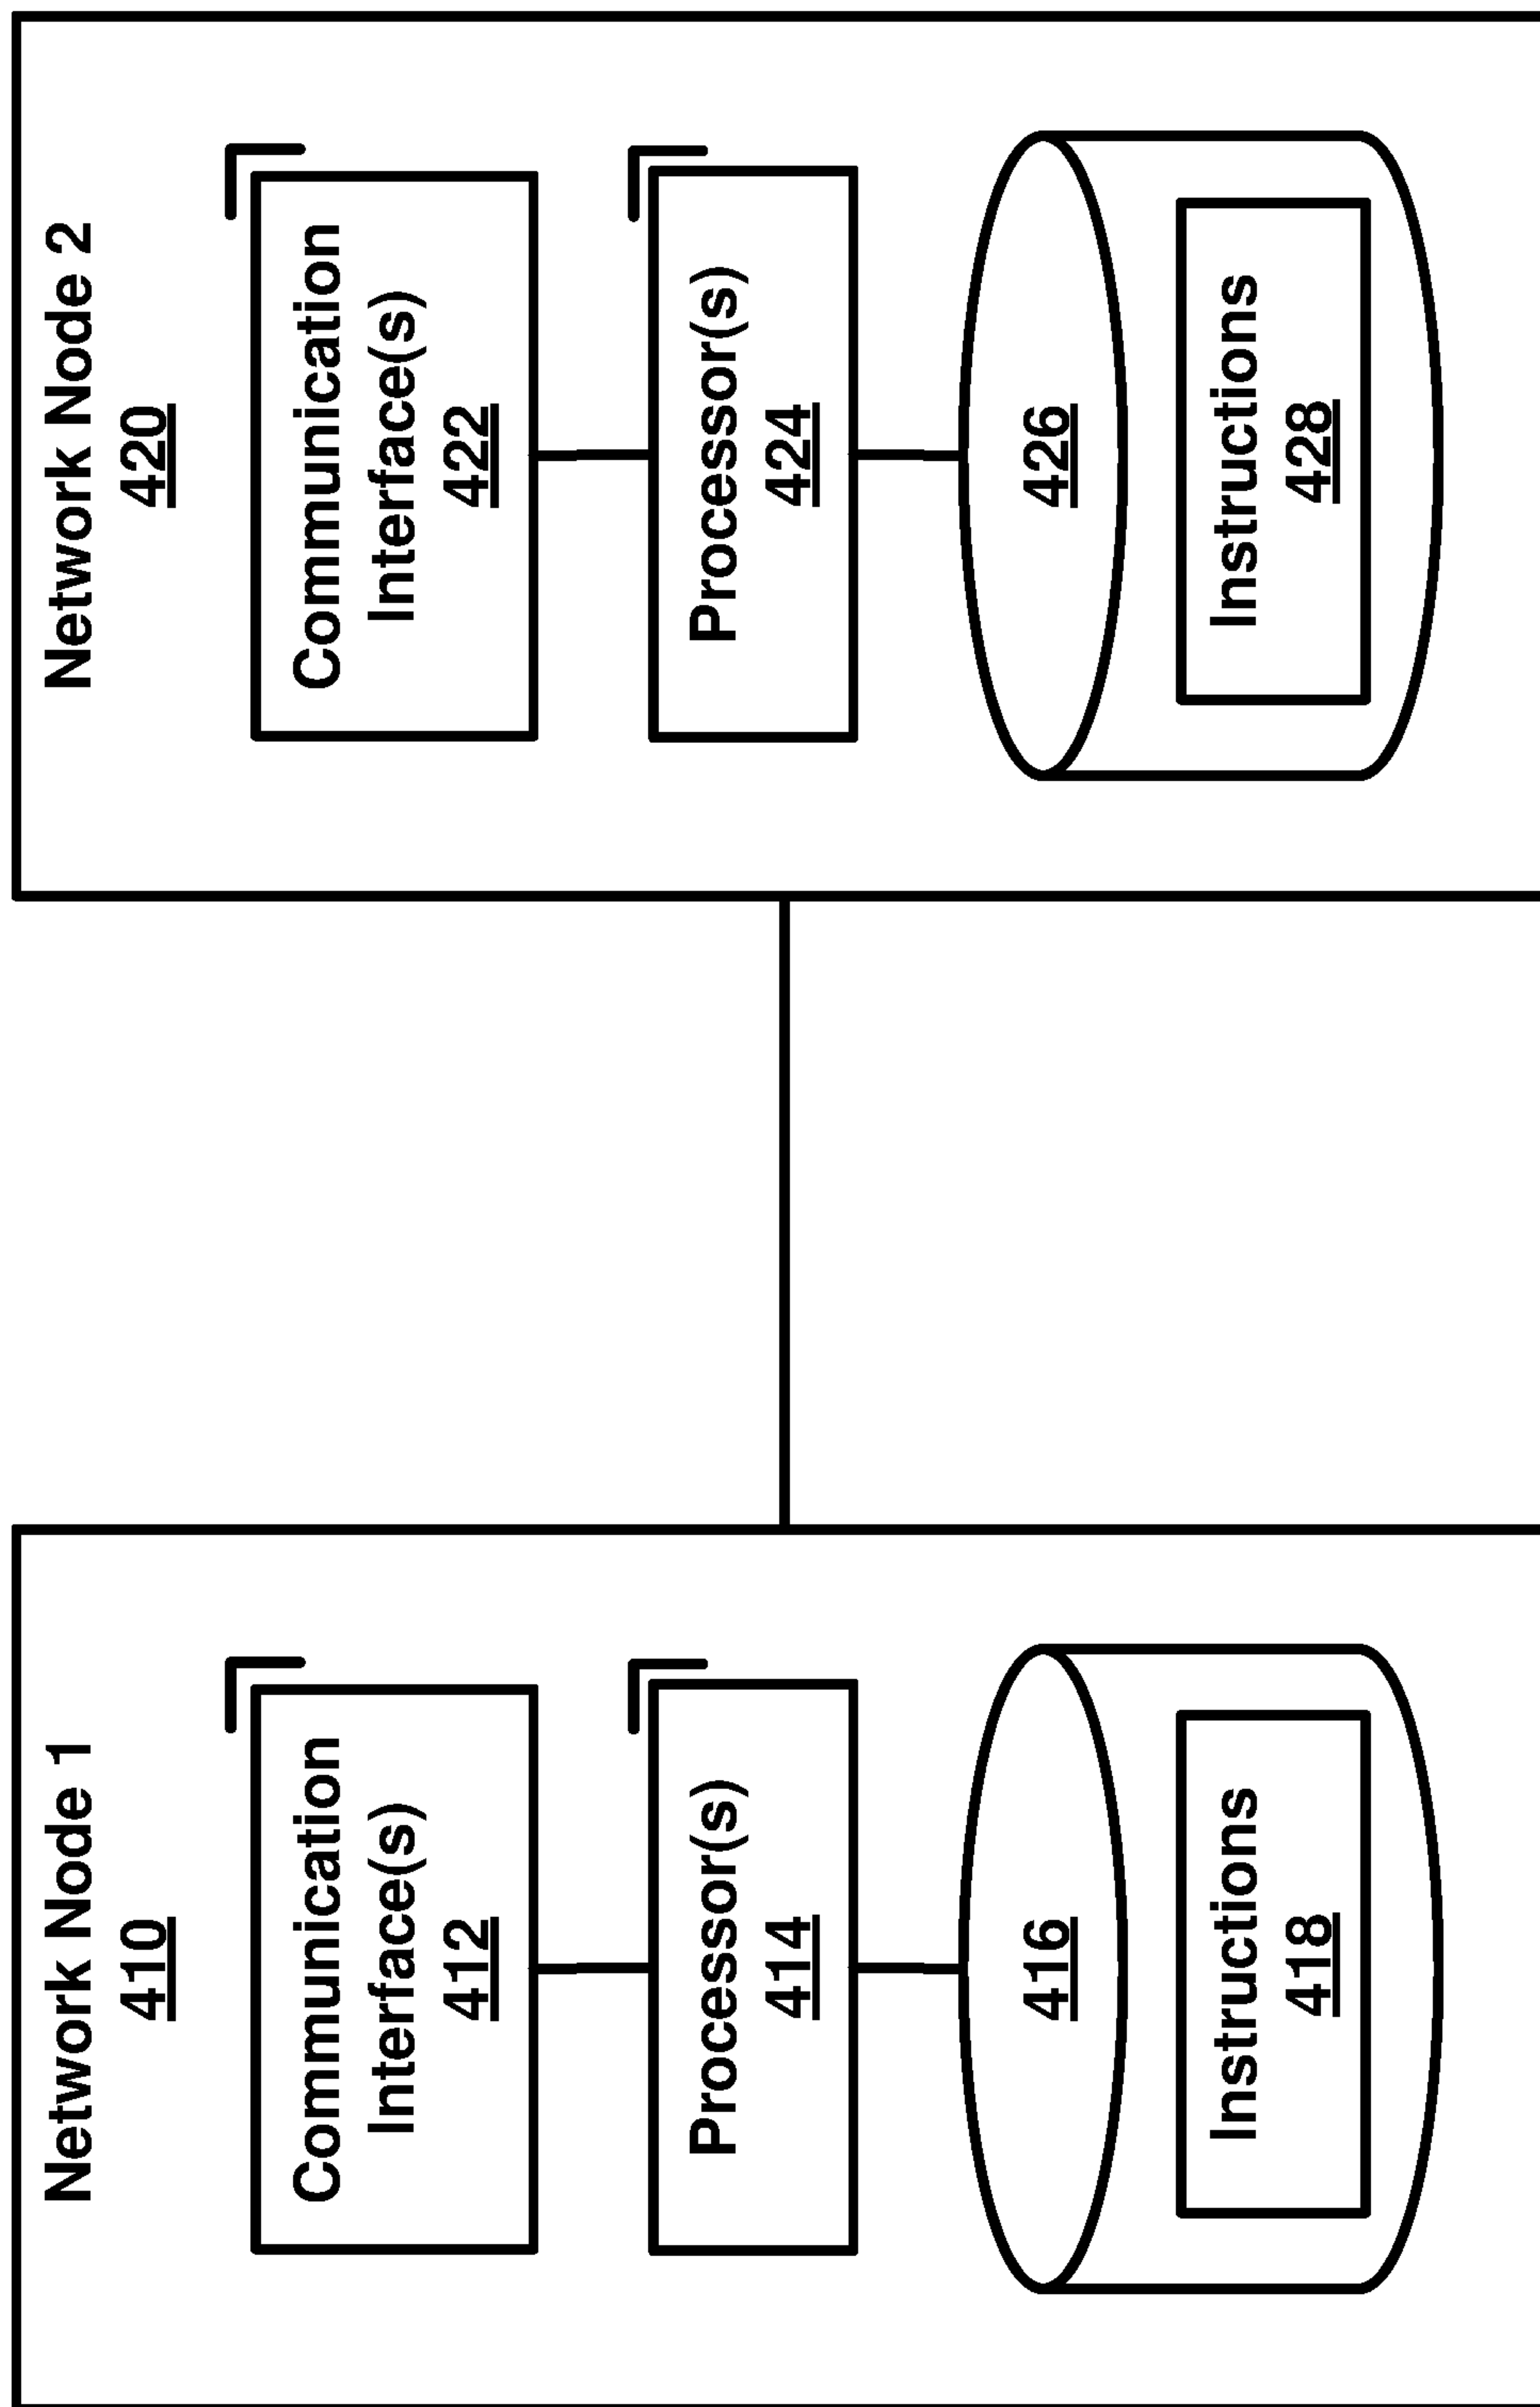 Network Node 1
410
Communication
Interface(s)
412
Processor(s)
414
416
Instructions
418
Network Node 2
420
Communication
Interface(s)
422
Processor(s)
424
426
Instructions
428